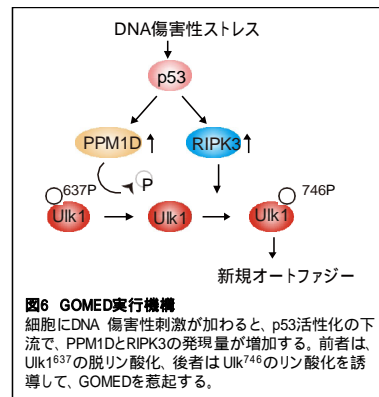 DNA傷害性ストレス
p53
PPM1D
RIPK3
P
637P
746P
Ulk1
Ulk1
Ulk1
新規オートファジー
図6 GOMED実行機構
細胞にDNA 傷害性刺激が加わると、p53活性化の下
流で、PPM1DとRIPK3の発現量が増加する。前者は、
Ulk1⁶³⁷の脱リン酸化、後者はUlk⁷⁴⁶のリン酸化を誘
導して、GOMEDを惹起する。